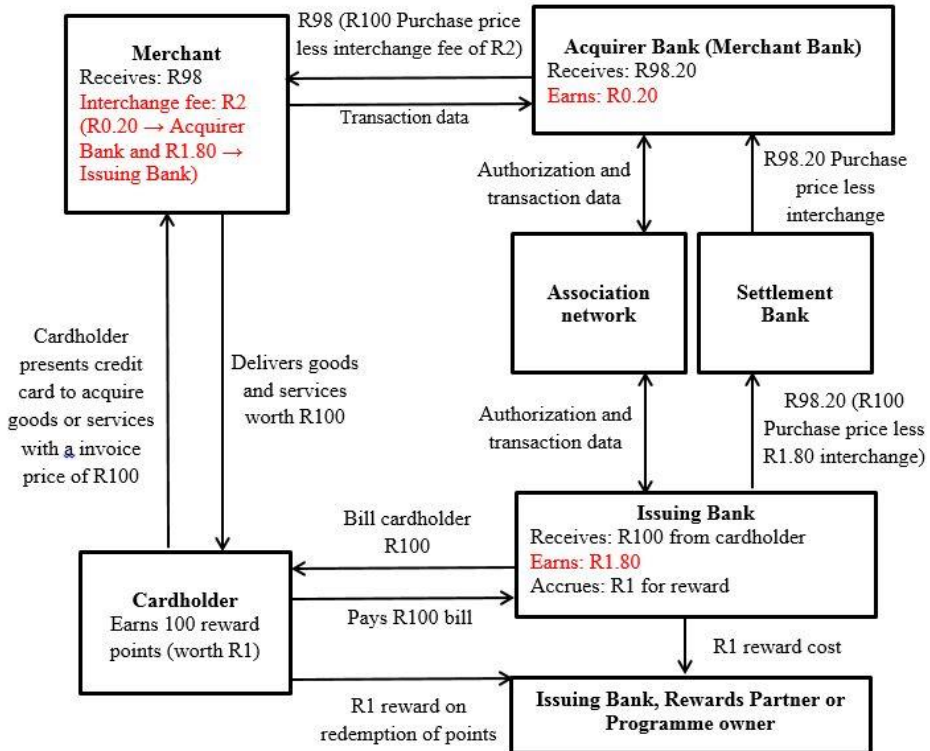 R98 (R100 Purchase price
less interchange fee of R2)
Merchant
Receives: R98
Interchange fee: R2
(R0.20 → Acquirer
Bank and R1.80 →
Issuing Bank)
Acquirer Bank (Merchant Bank)
Receives: R98.20
Earns: R0.20
Transaction data
Authorization and
transaction data
R98.20 Purchase
price less
interchange
Association
network
Settlement
Bank
Cardholder
presents credit
card to acquire
goods or services
with a invoice
price of R100
Delivers goods
and services
worth R100
Authorization and
transaction data
R98.20 (R100
Purchase price less
R1.80 interchange)
Bill cardholder
R100
Issuing Bank
Receives: R100 from cardholder
Earns: R1.80
Accrues: R1 for reward
Cardholder
Earns 100 reward
points (worth R1)
Pays R100 bill
R1 reward cost
R1 reward on
redemption of points
Issuing Bank, Rewards Partner or
Programme owner